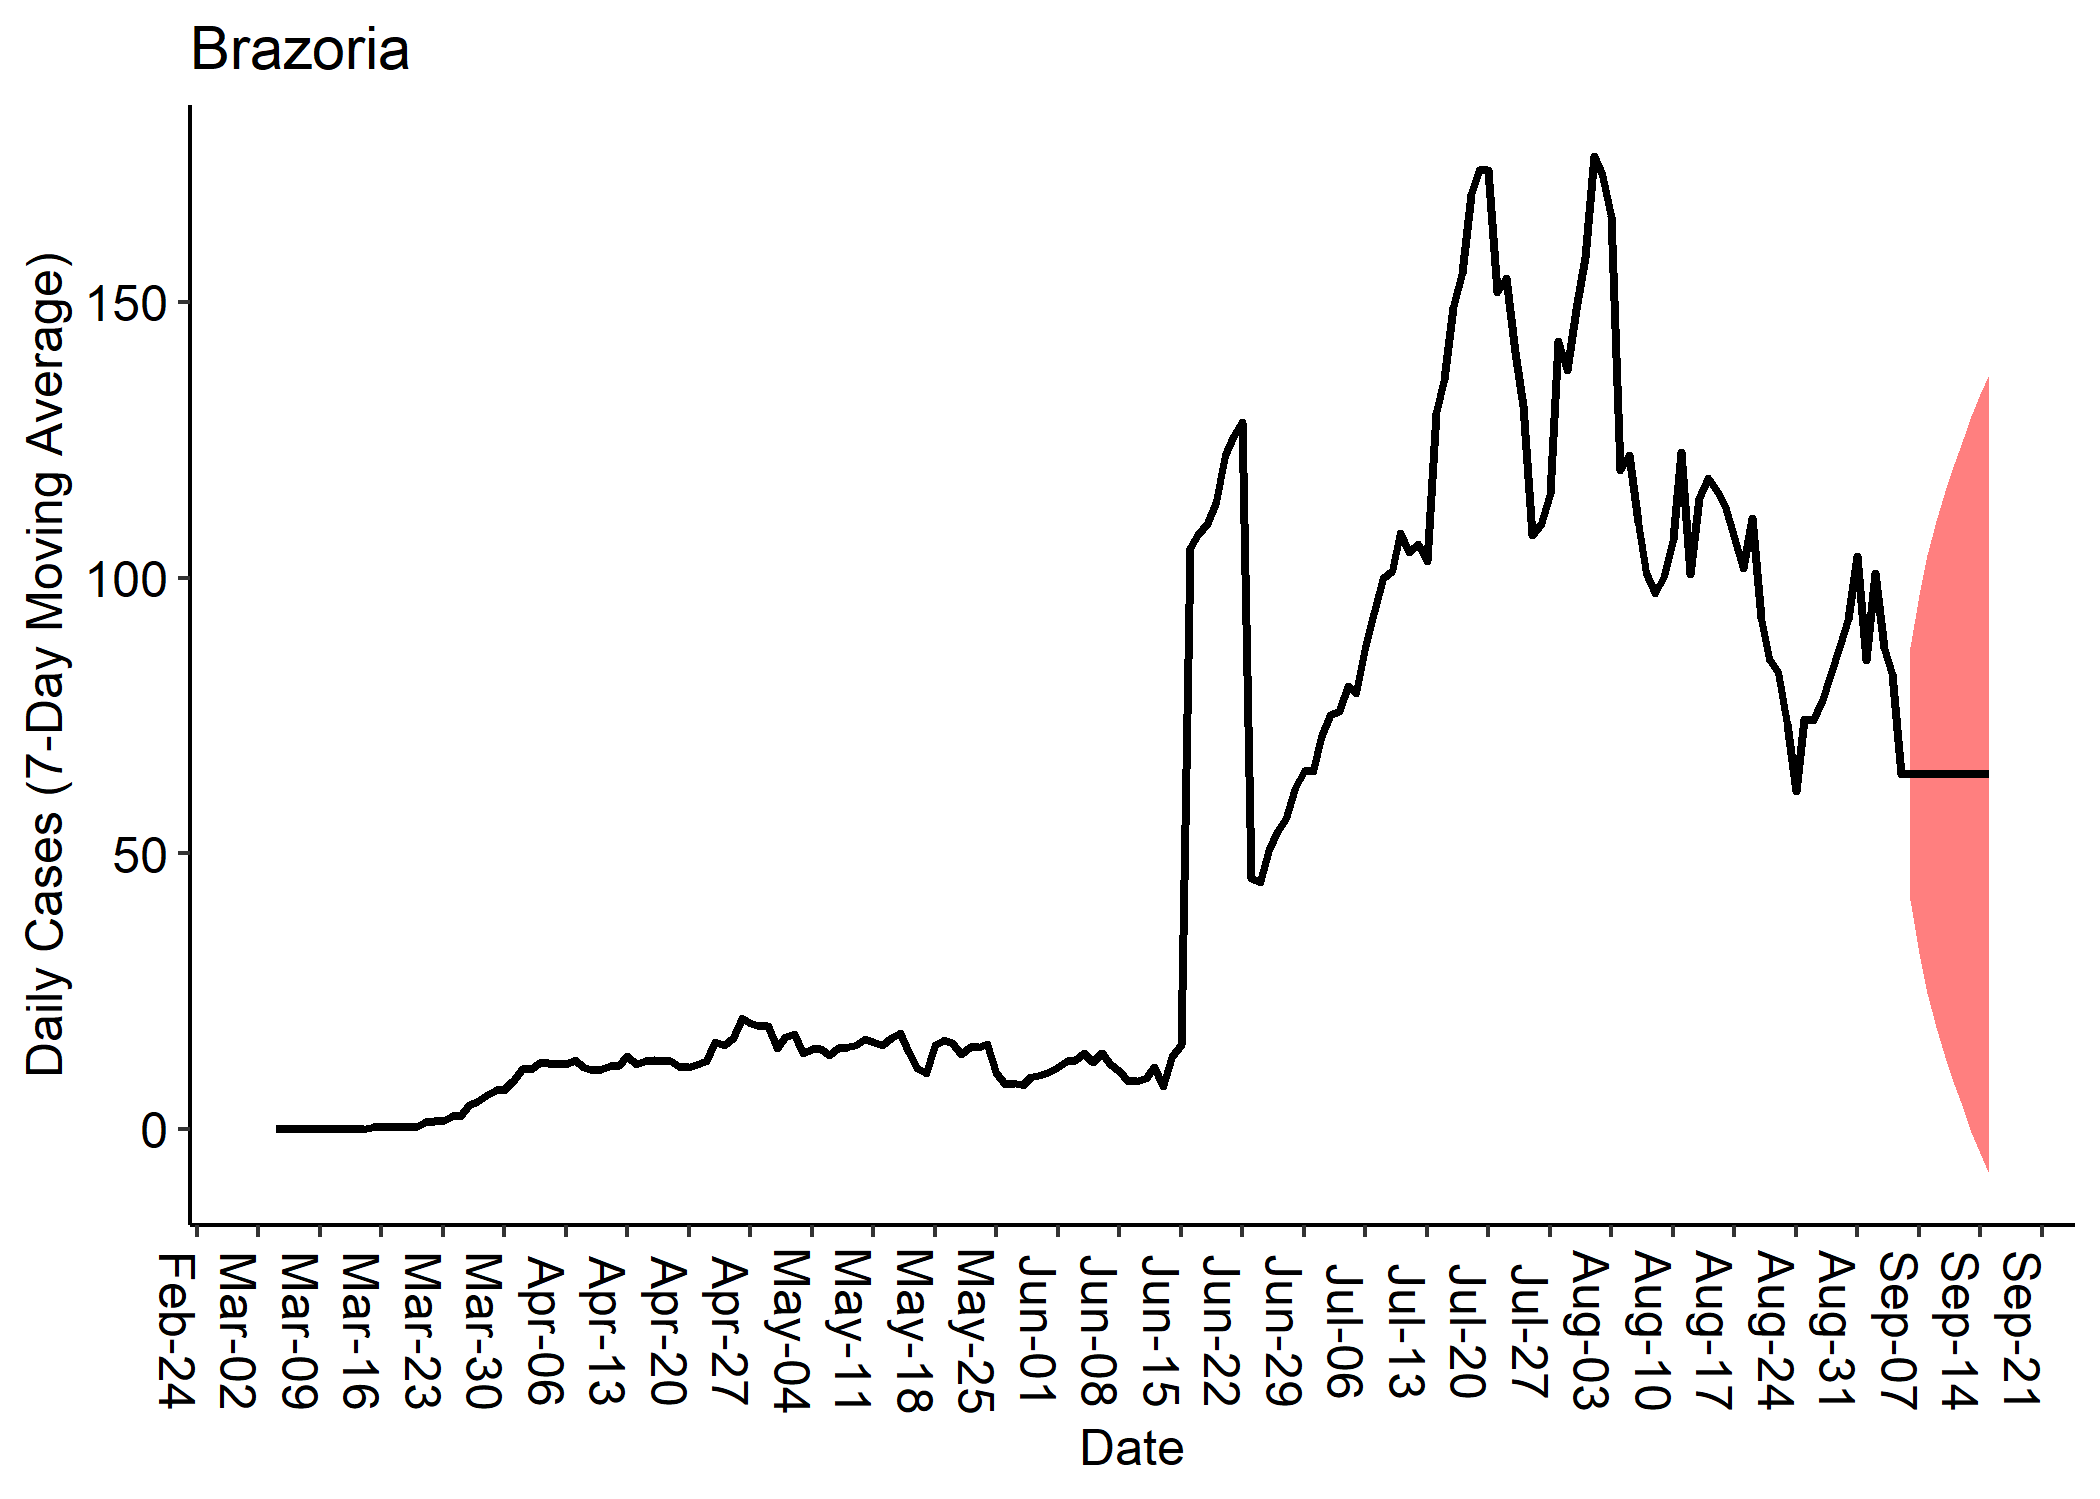 Brazoria
Daily Cases (7-Day Moving Average)
150
100
50
0
Feb-24
Mar-02
Mar-09
Mar-16
Mar-23
Mar-30
Apr-06
Apr-13
Apr-20
Apr-27
May-04
May-11
May-18
May-25
Jun-01
Jun-08
Jun-15
Jun-22
Jun-29
Jul-06
Jul-13
Jul-20
Jul-27
Aug-03
Aug-10
Aug-17
Aug-24
Aug-31
Sep-07
Sep-14
Sep-21
Date